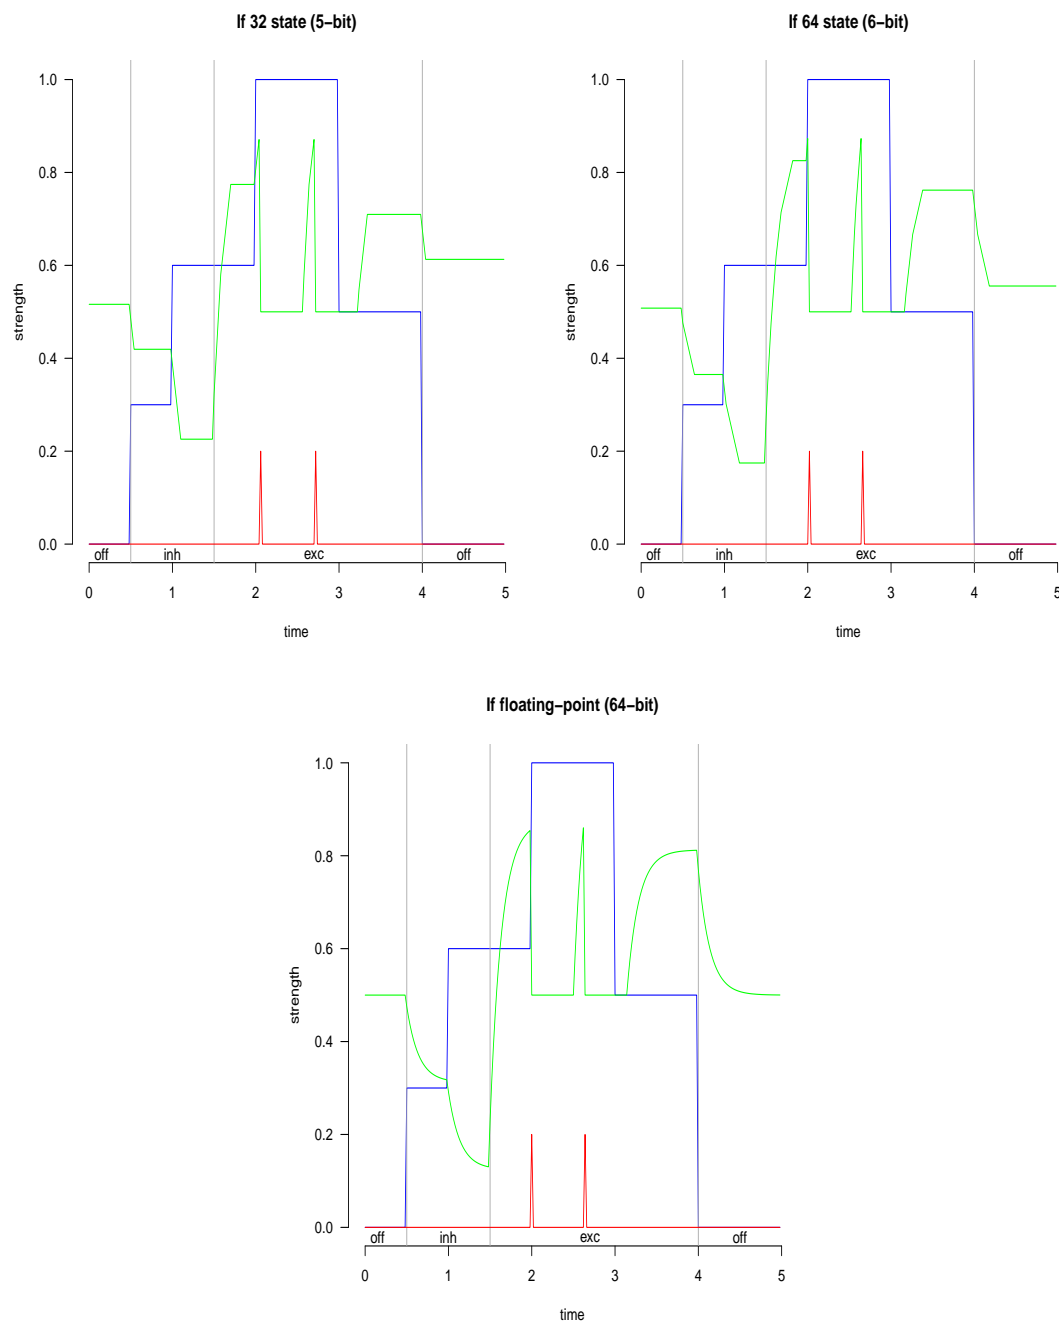 If 32 state (5−bit)
If 64 state (6−bit)
1.0
0.8
0.6
0.4
0.2
0.0
strength
off inh exc off
0 1 2 3 4 5
time
1.0
0.8
0.6
0.4
0.2
0.0
strength
off inh exc off
0 1 2 3 4 5
time
If floating−point (64−bit)
1.0
0.8
0.6
0.4
0.2
0.0
strength
off inh exc off
0 1 2 3 4 5
time